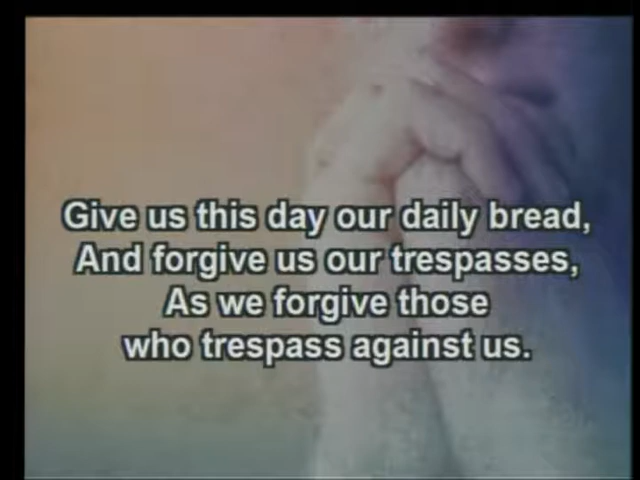 Give us this day our daily bread,
And forgive us our trespasses,
As we forgive those
who trespass against us.